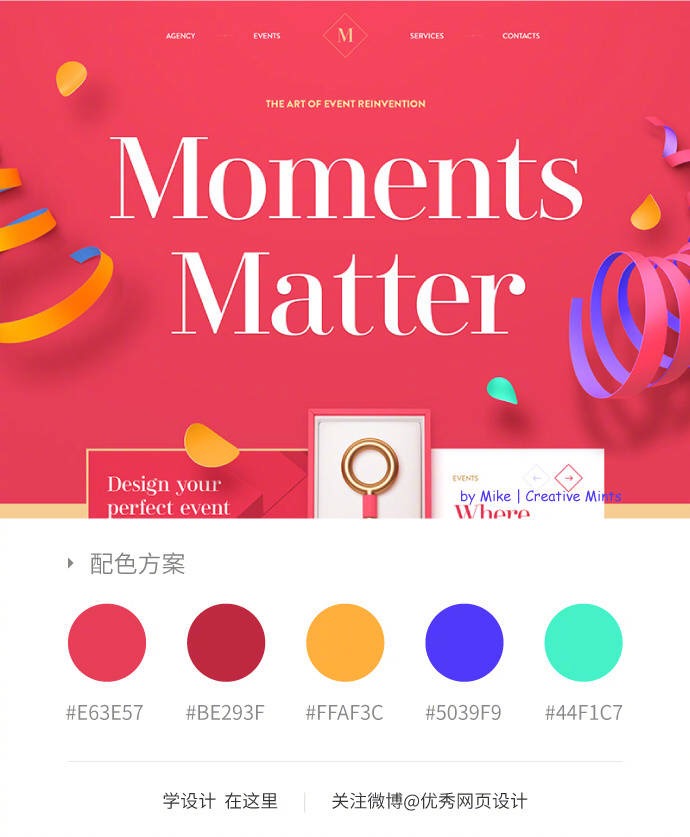 AGENCY
EVENTS
M
SERVICES
CONTACTS
THE ART OF EVENT REINVENTION
Moments
Matter
Design your
perfect event
EVENTS
by Mike | Creative Mints
Where
配色方案
#E63E57
#BE293F
#FFAF3C
#5039F9
#44F1C7
学设计 在这里
关注微博@优秀网页设计